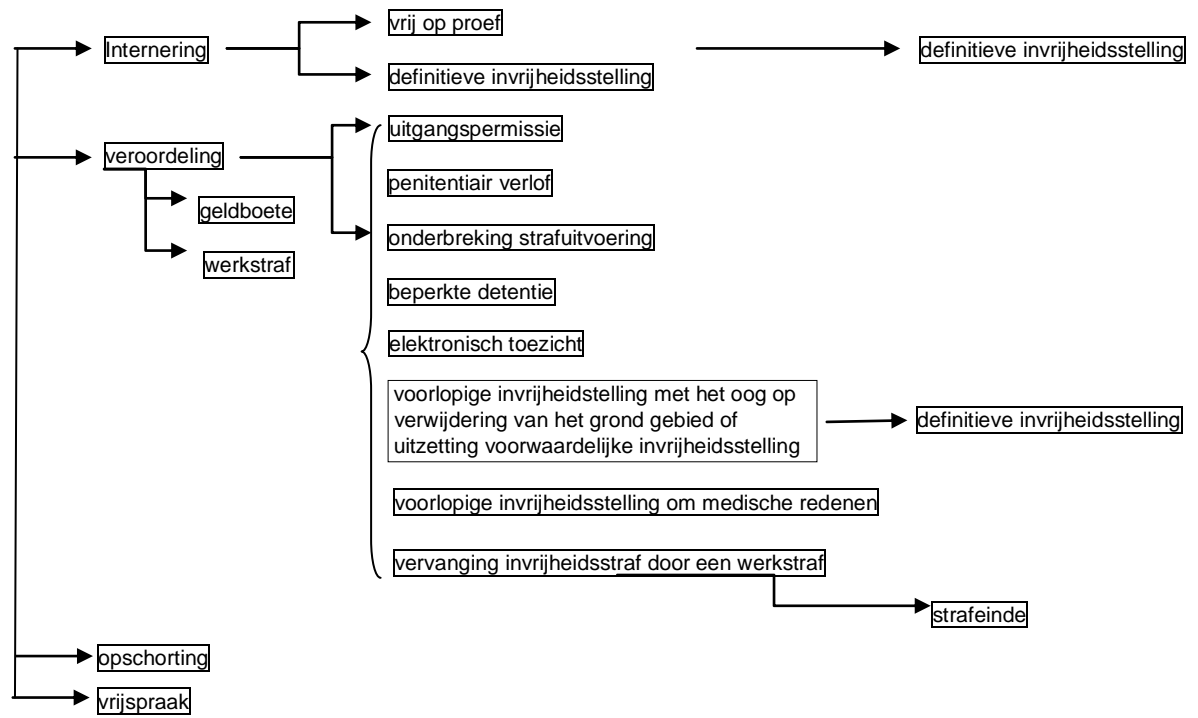 vrij op proef
Internering
definitieve invrijheidsstelling
definitieve invrijheidsstelling
uitgangspermissie
veroordeling
penitentiair verlof
geldboete
onderbreking strafuitvoering
werkstraf
beperkte detentie
elektronisch toezicht
voorlopige invrijheidstelling met het oog op
verwijdering van het grond gebied of
uitzetting voorwaardelijke invrijheidsstelling
definitieve invrijheidsstelling
voorlopige invrijheidsstelling om medische redenen
vervanging invrijheidsstraf door een werkstraf
strafeinde
opschorting
vrijspraak